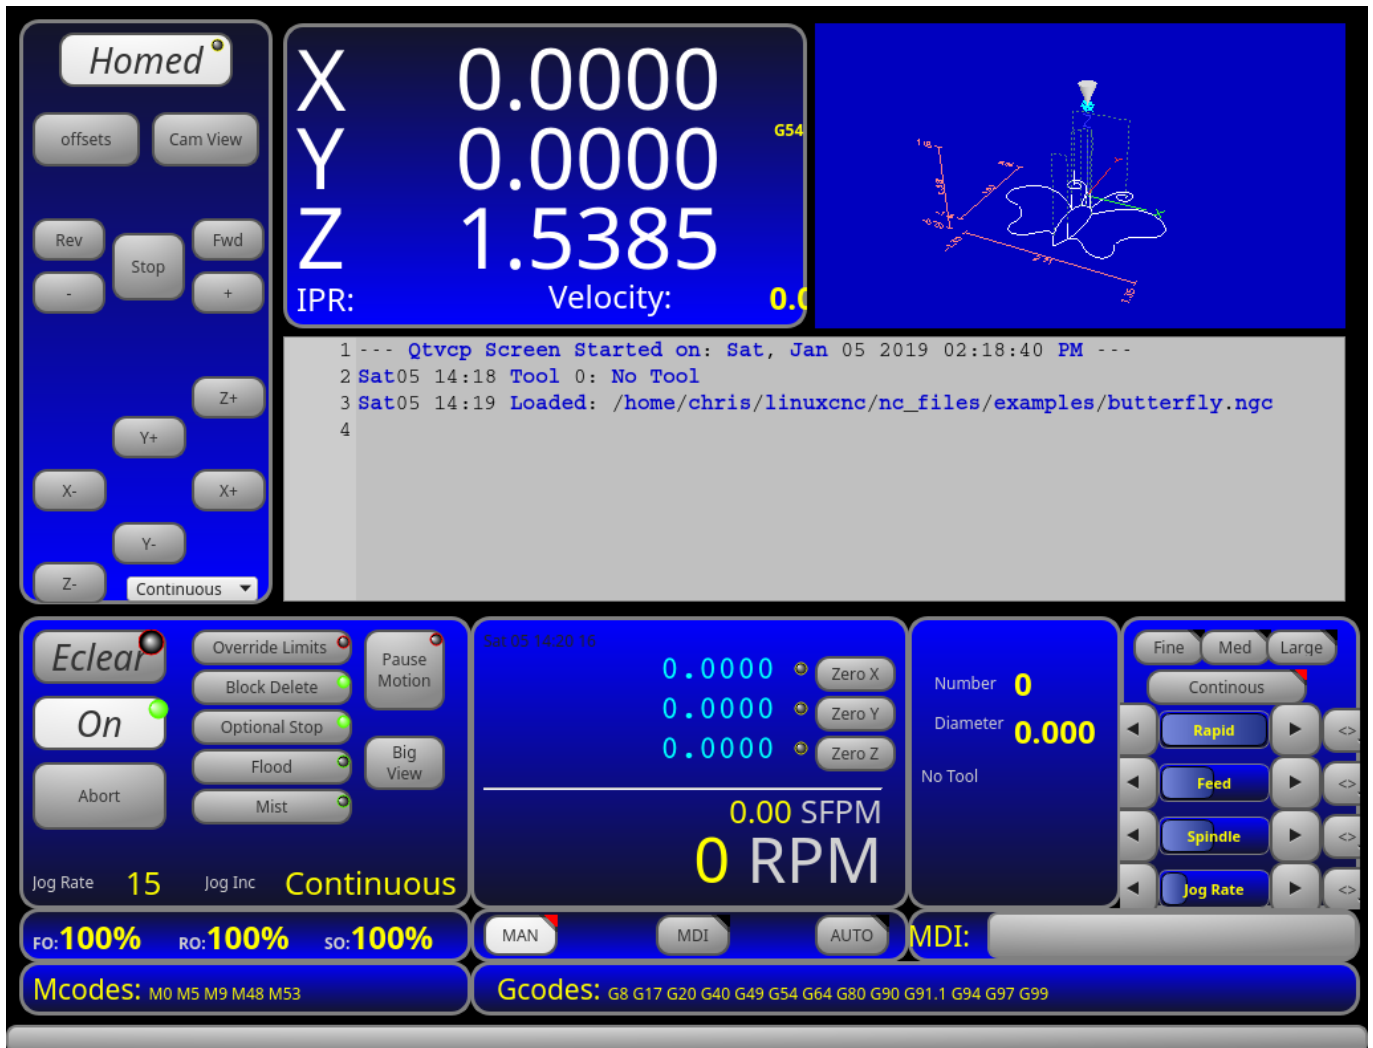 Homed
offsets
Cam View
Rev
Stop
Fwd
-
+
Z+
Y+
X-
X+
Y-
Z-
Continuous
X 0.0000
G54
Y 0.0000
Z 1.5385
IPR:
Velocity:
1 --- Qtvcp Screen Started on: Sat, Jan 05 2019 02:18:40 PM ---
2 Sat05 14:18 Tool 0: No Tool
3 Sat05 14:19 Loaded: /home/chris/linuxcnc/nc_files/examples/butterfly.ngc
4
Eclear
On
Abort
Override Limits
Block Delete
Optional Stop
Flood
Mist
Pause
Motion
Big
View
Jog Rate 15 Jog Inc Continuous
Sat 05 14:20:16
0.0000 Zero X
0.0000 Zero Y
0.0000 Zero Z
0.00 SFPM
0 RPM
Number 0
Diameter 0.000
No Tool
Fine Med Large
Continous
Rapid <>
Feed <>
Spindle <>
Jog Rate <>
FO:100% RO:100% SO:100%
MAN MDI AUTO
MDI:
Mcodes: M0 M5 M9 M48 M53
Gcodes: G8 G17 G20 G40 G49 G54 G64 G80 G90 G91.1 G94 G97 G99